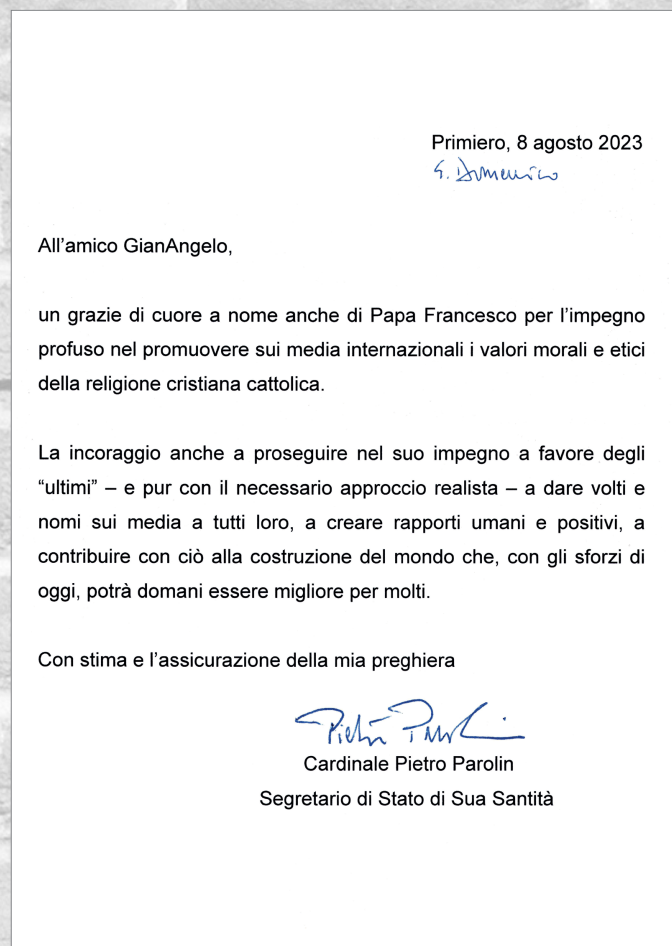 Primiero, 8 agosto 2023
S. Domenico
All'amico GianAngelo,
un grazie di cuore a nome anche di Papa Francesco per l'impegno
profuso nel promuovere sui media internazionali i valori morali e etici
della religione cristiana cattolica.
La incoraggio anche a proseguire nel suo impegno a favore degli
“ultimi” – e pur con il necessario approccio realista – a dare volti e
nomi sui media a tutti loro, a creare rapporti umani e positivi, a
contribuire con ciò alla costruzione del mondo che, con gli sforzi di
oggi, potrà domani essere migliore per molti.
Con stima e l'assicurazione della mia preghiera
Pietro Parolin
Cardinale Pietro Parolin
Segretario di Stato di Sua Santità